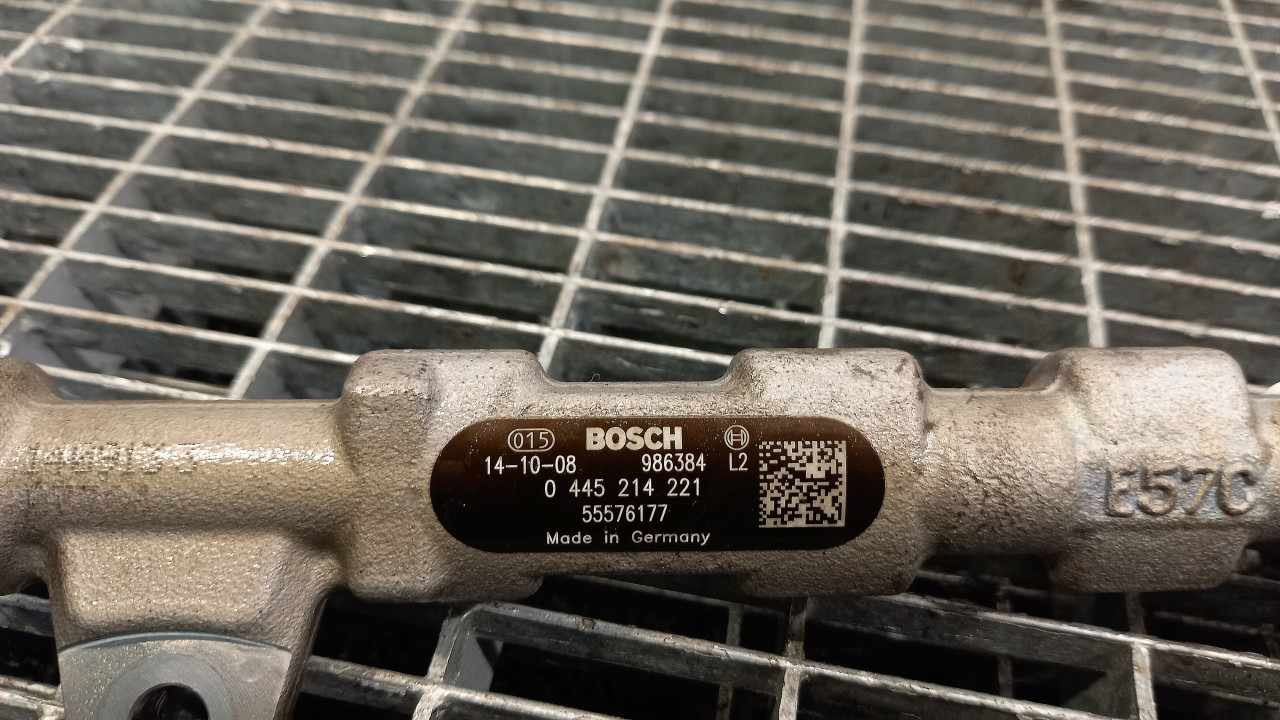 015 BOSCH
14-10-08 986384 L2
0 445 214 221
55576177
Made in Germany
E57C